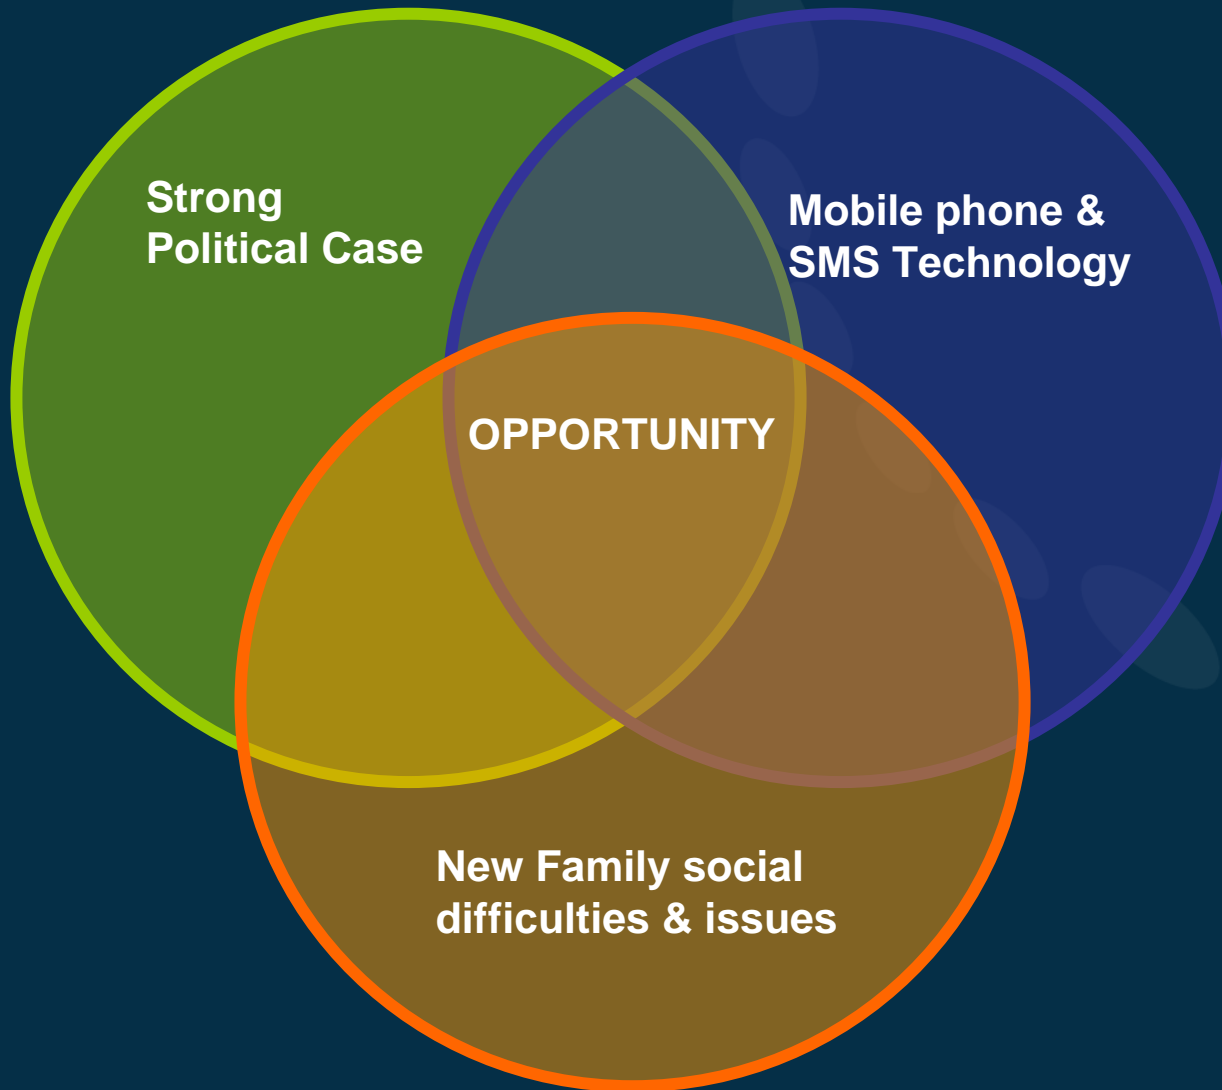 Strong
Political Case
Mobile phone &
SMS Technology
OPPORTUNITY
New Family social
difficulties & issues